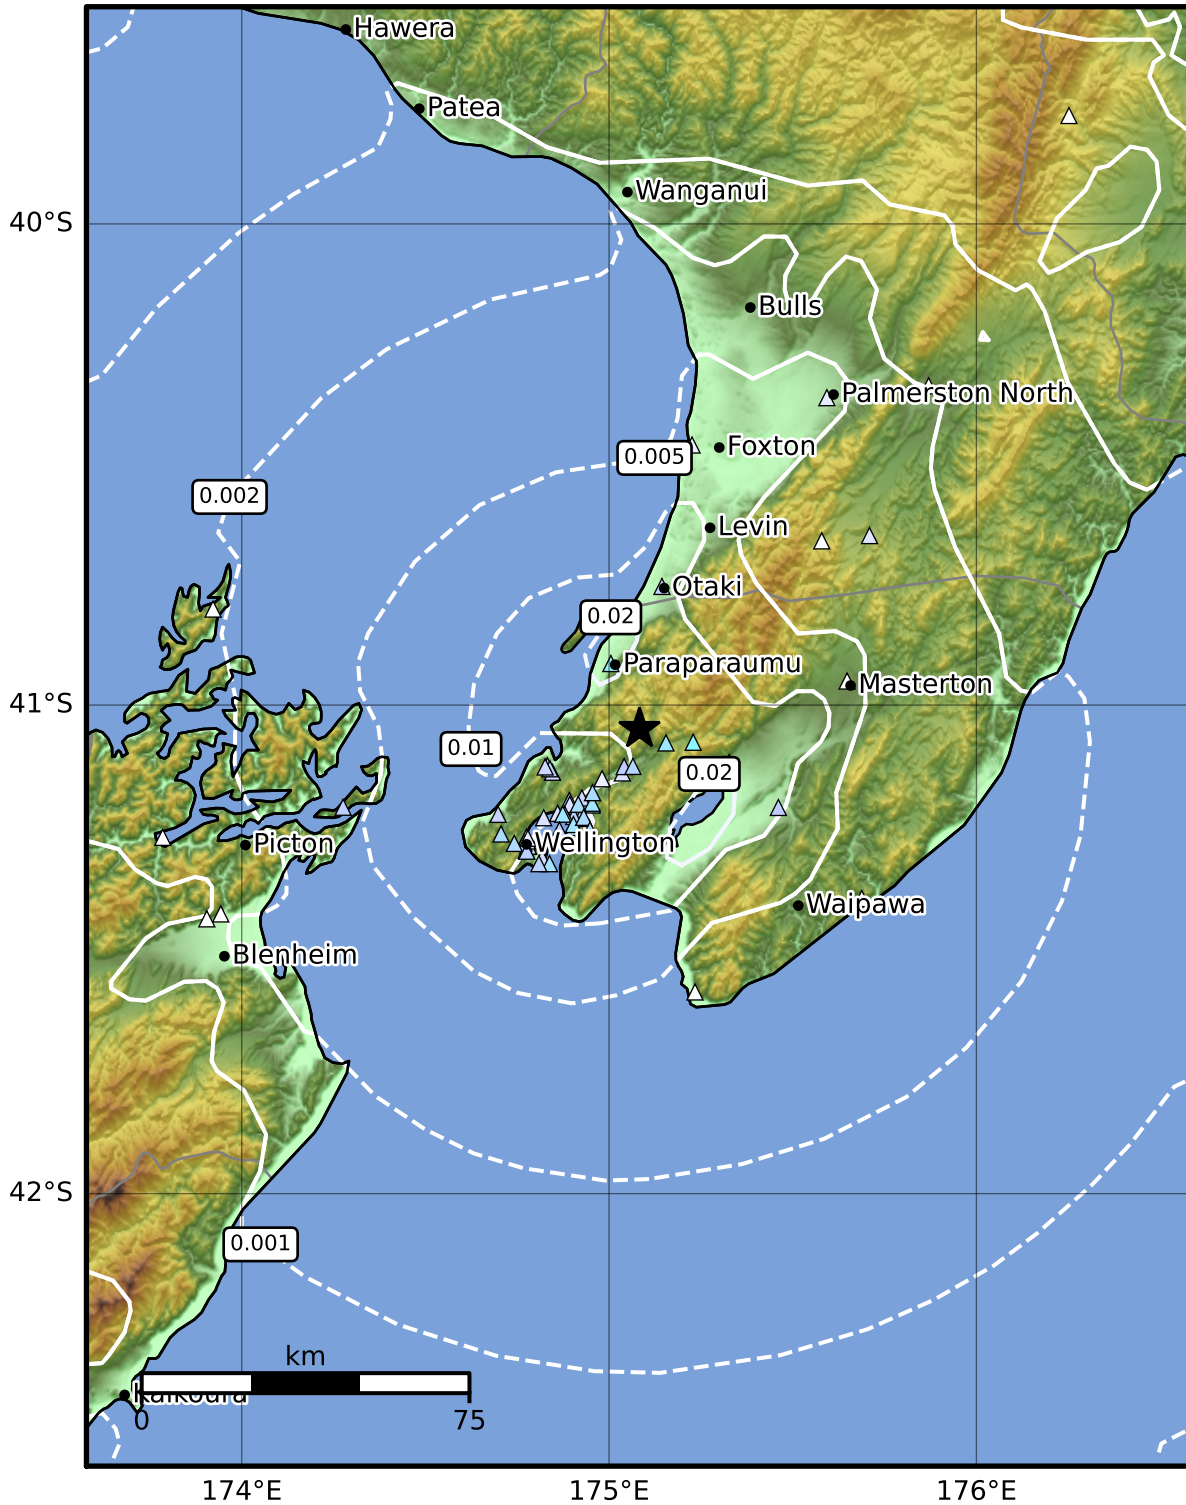 Hawera
Patea
Wanganui
40°S
Bulls
Palmerston North
Foxton
0.005
0.002
Levin
Otaki
0.02
Paraparaumu
Masterton
41°S
0.01
0.02
Wellington
Picton
Waipawa
Blenheim
42°S
0.001
km
Kaikoura
0
75
174°E
175°E
176°E